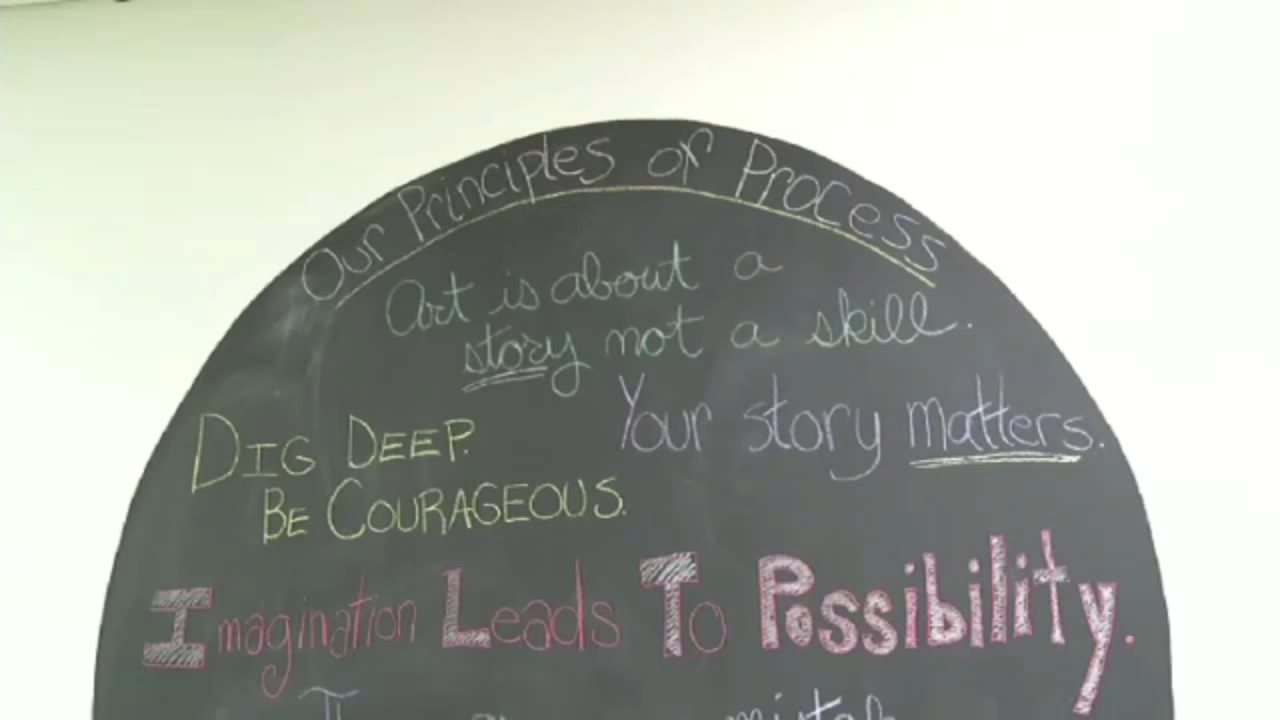 Our Principles of Process
Art is about a
story not a skill.
Your story matters.
DIG DEEP.
BE COURAGEOUS.
Imagination Leads To Possibility.